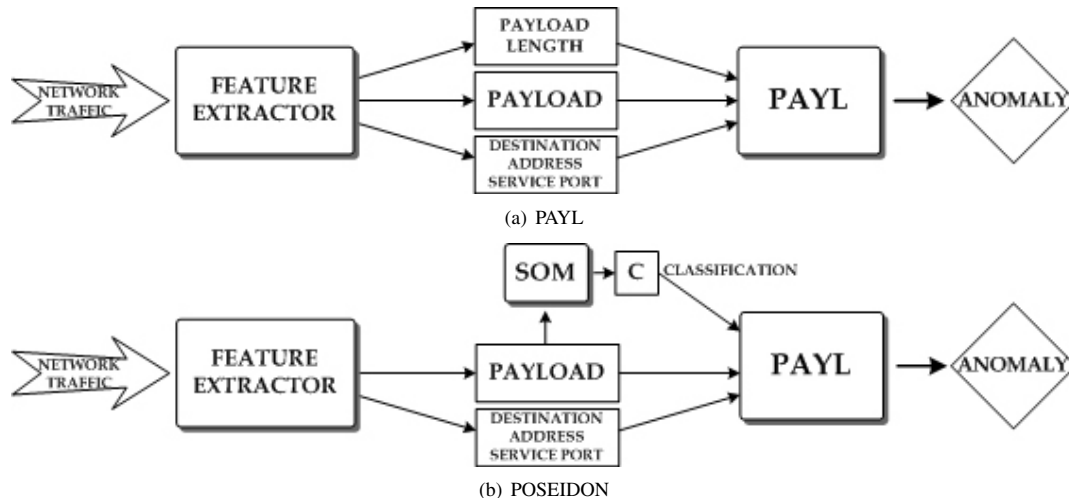 PAYLOAD
LENGTH
NETWORK
TRAFFIC
FEATURE
EXTRACTOR
PAYLOAD
PAYL
ANOMALY
DESTINATION
ADDRESS
SERVICE PORT
(a) PAYL
SOM
C
CLASSIFICATION
NETWORK
TRAFFIC
FEATURE
EXTRACTOR
PAYLOAD
PAYL
ANOMALY
DESTINATION
ADDRESS
SERVICE PORT
(b) POSEIDON